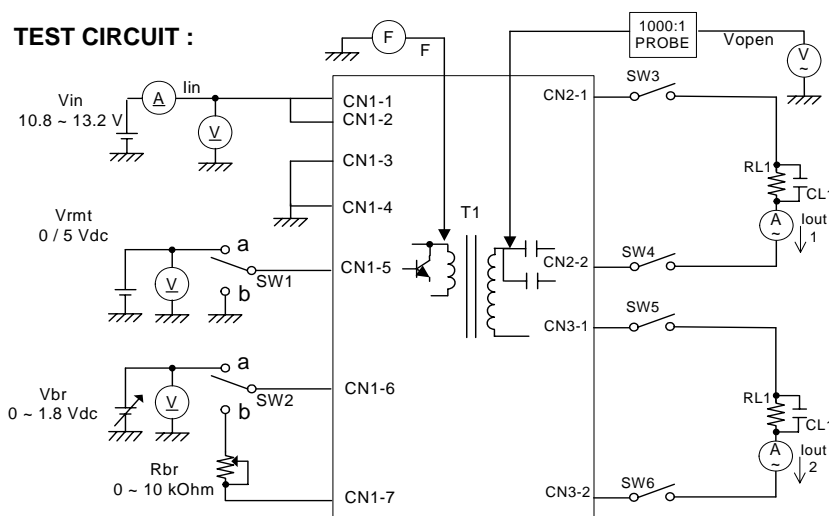 TEST CIRCUIT :
F
F
1000:1
PROBE
Vopen
V
~
SW3
CN2-1
Vin
10.8 ~ 13.2 V
A
Iin
V
CN1-1
CN1-2
CN1-3
CN1-4
RL1
CL1
A
~
Iout
1
T1
Vrmt
0 / 5 Vdc
V
a
SW1
b
CN1-5
CN2-2
SW4
CN3-1
SW5
Vbr
0 ~ 1.8 Vdc
V
a
SW2
b
CN1-6
RL1
CL1
A
~
Iout
2
Rbr
0 ~ 10 kOhm
CN1-7
CN3-2
SW6